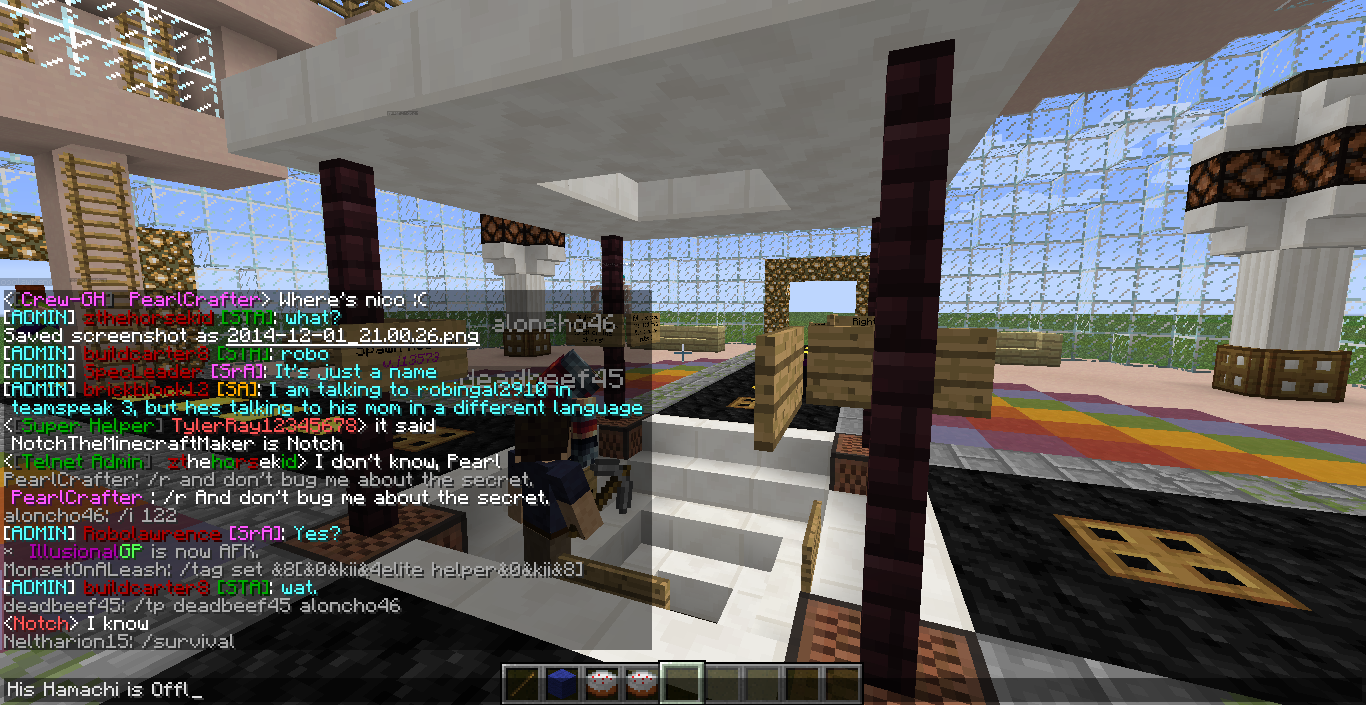 <[Crew-GH] PearlCrafter> Where's nico :C
[ADMIN] zthehorsekid [STA]: what?
Saved screenshot as 2014-12-01_21.00.26.png
[ADMIN] buildcarter8 [STA]: robo
[ADMIN] SpecLeader [SrA]: It's just a name
[ADMIN] brickblock12 [SA]: I am talking to robingal2910 in
teamspeak 3, but hes talking to his mom in a different language
<[Super Helper] TylerRay12345678> it said
NotchTheMinecraftMaker is Notch
<[Telnet Admin] zthehorsekid> I don't know, Pearl
PearlCrafter: /r and don't bug me about the secret.
PearlCrafter : /r And don't bug me about the secret.
aloncho46: /i 122
[ADMIN] Robolawrence [SrA]: Yes?
* IllusionalGP is now AFK.
MonsetOnALeash: /tag set &8[&0&kii&4elite helper&0&kii&8]
[ADMIN] buildcarter8 [STA]: wat.
deadbeef45: /tp deadbeef45 aloncho46
<Notch> I know
Neltharion15: /survival
His Hamachi is Offl_
aloncho46
deadbeef45
Spawn
Right